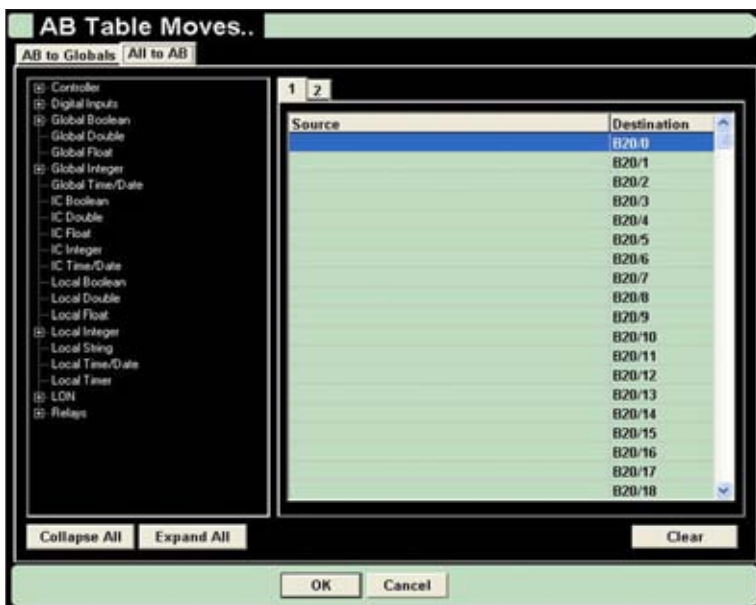 AB Table Moves..
AB to Globals All to AB
Controller
Digital Inputs
Global Boolean
Global Double
Global Float
Global Integer
Global Time/Date
IC Boolean
IC Double
IC Float
IC Integer
IC Time/Date
Local Boolean
Local Double
Local Float
Local Integer
Local String
Local Time/Date
Local Timer
LON
Relays
1 2
Source Destination
B20/0
B20/1
B20/2
B20/3
B20/4
B20/5
B20/6
B20/7
B20/8
B20/9
B20/10
B20/11
B20/12
B20/13
B20/14
B20/15
B20/16
B20/17
B20/18
Collapse All Expand All Clear
OK Cancel